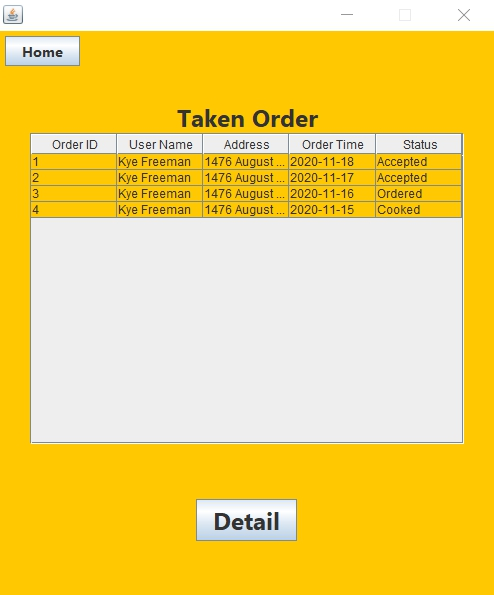 Home
Taken Order
Order ID User Name Address Order Time Status
1 Kye Freeman 1476 August ... 2020-11-18 Accepted
2 Kye Freeman 1476 August ... 2020-11-17 Accepted
3 Kye Freeman 1476 August ... 2020-11-16 Ordered
4 Kye Freeman 1476 August ... 2020-11-15 Cooked
Detail